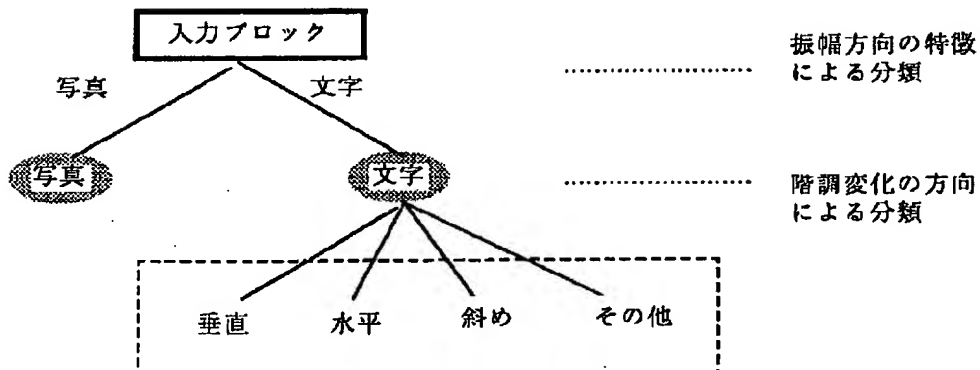 入力ブロック
振幅方向の特徴
による分類
写真
文字
写真
文字
階調変化の方向
による分類
垂直
水平
斜め
その他